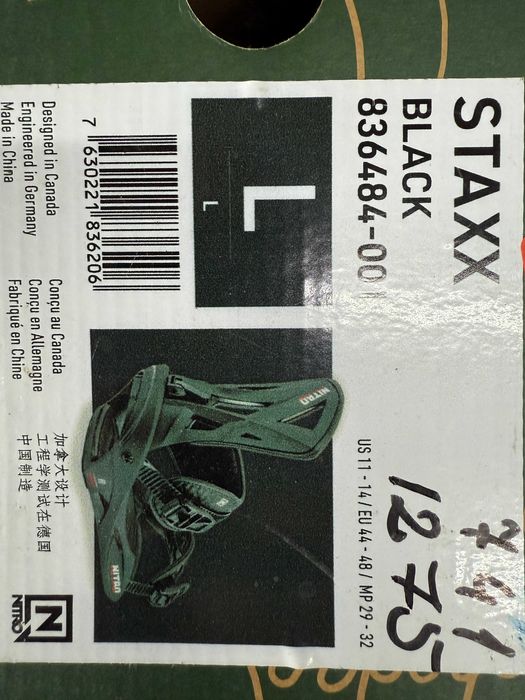 STAXX
BLACK
836484-001
US 11 - 14 / EU 44 - 48 / MP 29 - 32
1275
L
L
NITRO
NITRO
7 630221 836206
Designed in Canada
Engineered in Germany
Made in China
Conçu au Canada
Conçu en Allemagne
Fabriqué en Chine
加拿大设计
工程学测试在德国
中国制造
N
NITRO